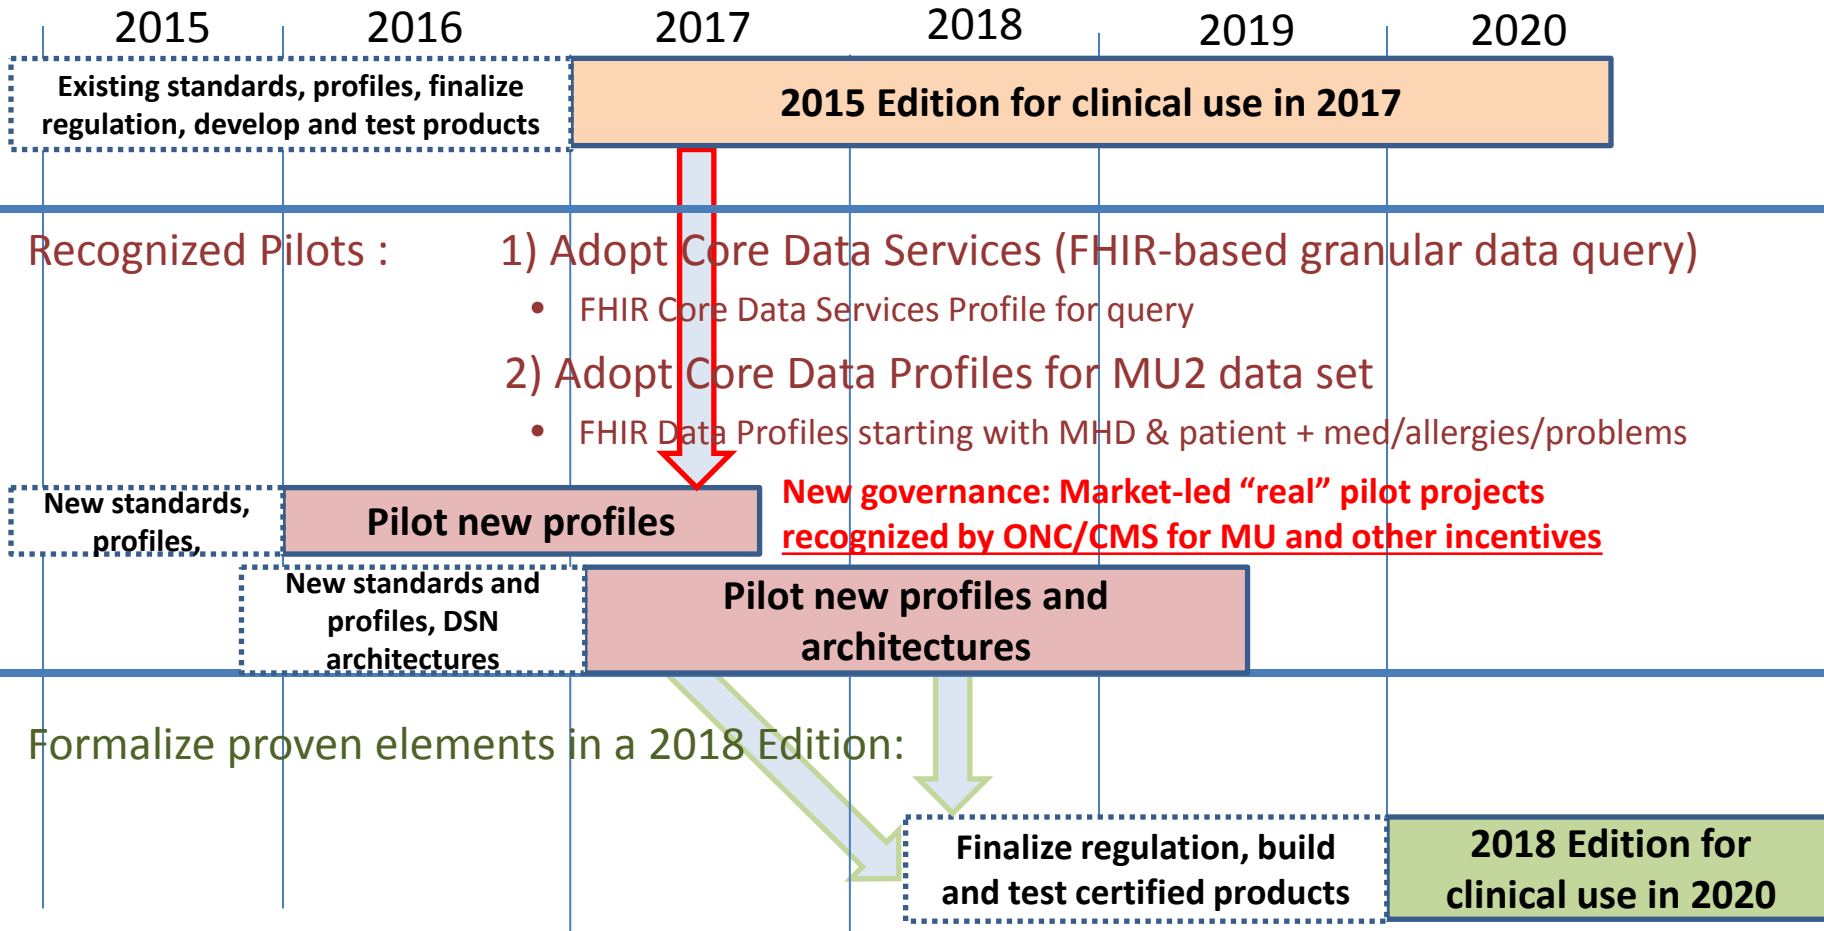 2015 2016 2017 2018 2019 2020
Existing standards, profiles, finalize
regulation, develop and test products
2015 Edition for clinical use in 2017
Recognized Pilots : 1) Adopt Core Data Services (FHIR-based granular data query)
• FHIR Core Data Services Profile for query
2) Adopt Core Data Profiles for MU2 data set
• FHIR Data Profiles starting with MHD & patient + med/allergies/problems
New standards,
profiles,
Pilot new profiles
New governance: Market-led “real” pilot projects
recognized by ONC/CMS for MU and other incentives
New standards and
profiles, DSN
architectures
Pilot new profiles and
architectures
Formalize proven elements in a 2018 Edition:
Finalize regulation, build
and test certified products
2018 Edition for
clinical use in 2020